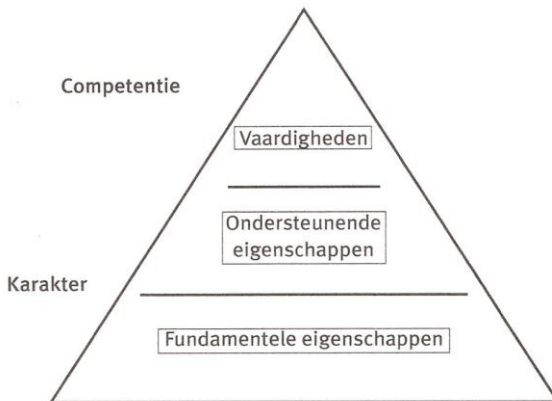 Competentie
Vaardigheden
Ondersteunende
eigenschappen
Karakter
Fundamentele eigenschappen